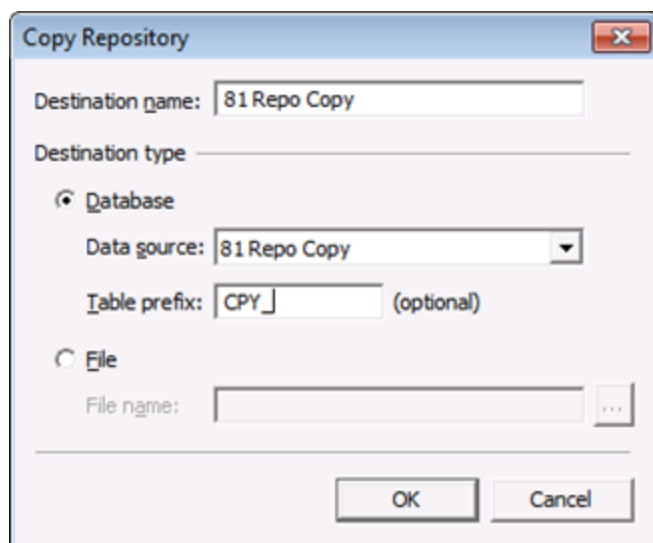 Copy Repository
Destination name: 81 Repo Copy
Destination type
Database
Data source: 81 Repo Copy
Table prefix: CPY_ (optional)
File
File name: ...
OK Cancel